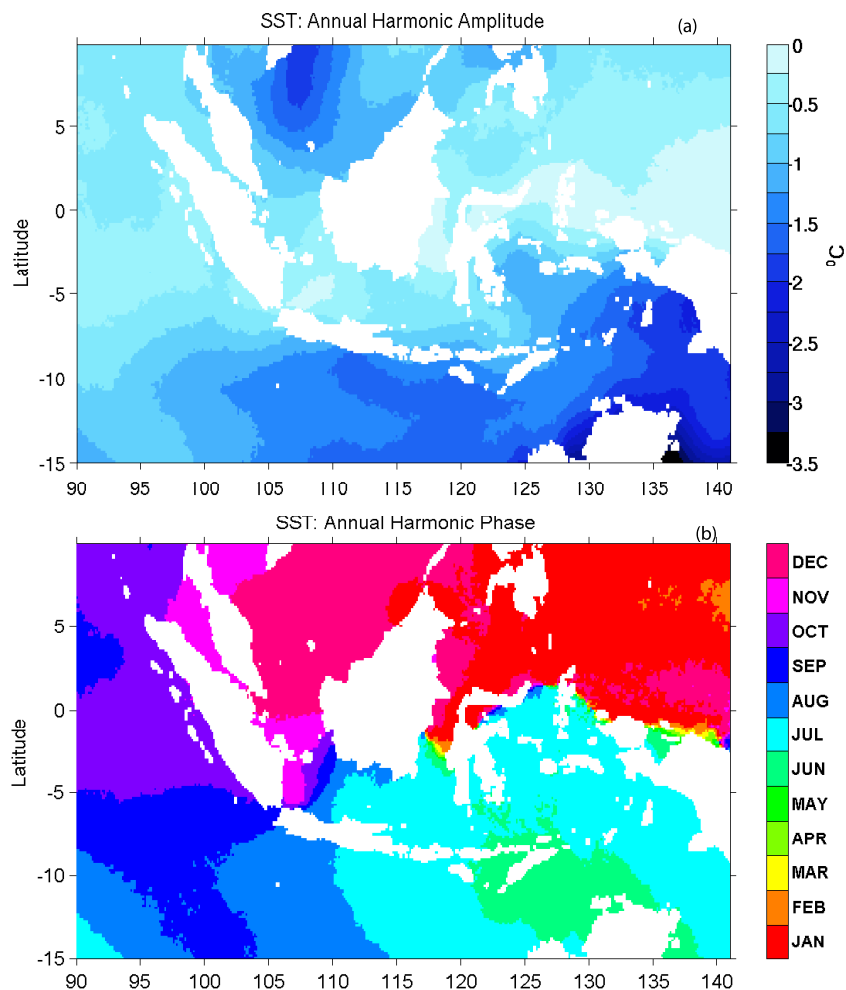 SST: Annual Harmonic Amplitude
(a)
Latitude
5
0
-5
-10
-15
90 95 100 105 110 115 120 125 130 135 140
0
-0.5
-1
-1.5
-2
-2.5
-3
-3.5
⁰C
SST: Annual Harmonic Phase
(b)
Latitude
5
0
-5
-10
-15
90 95 100 105 110 115 120 125 130 135 140
DEC
NOV
OCT
SEP
AUG
JUL
JUN
MAY
APR
MAR
FEB
JAN